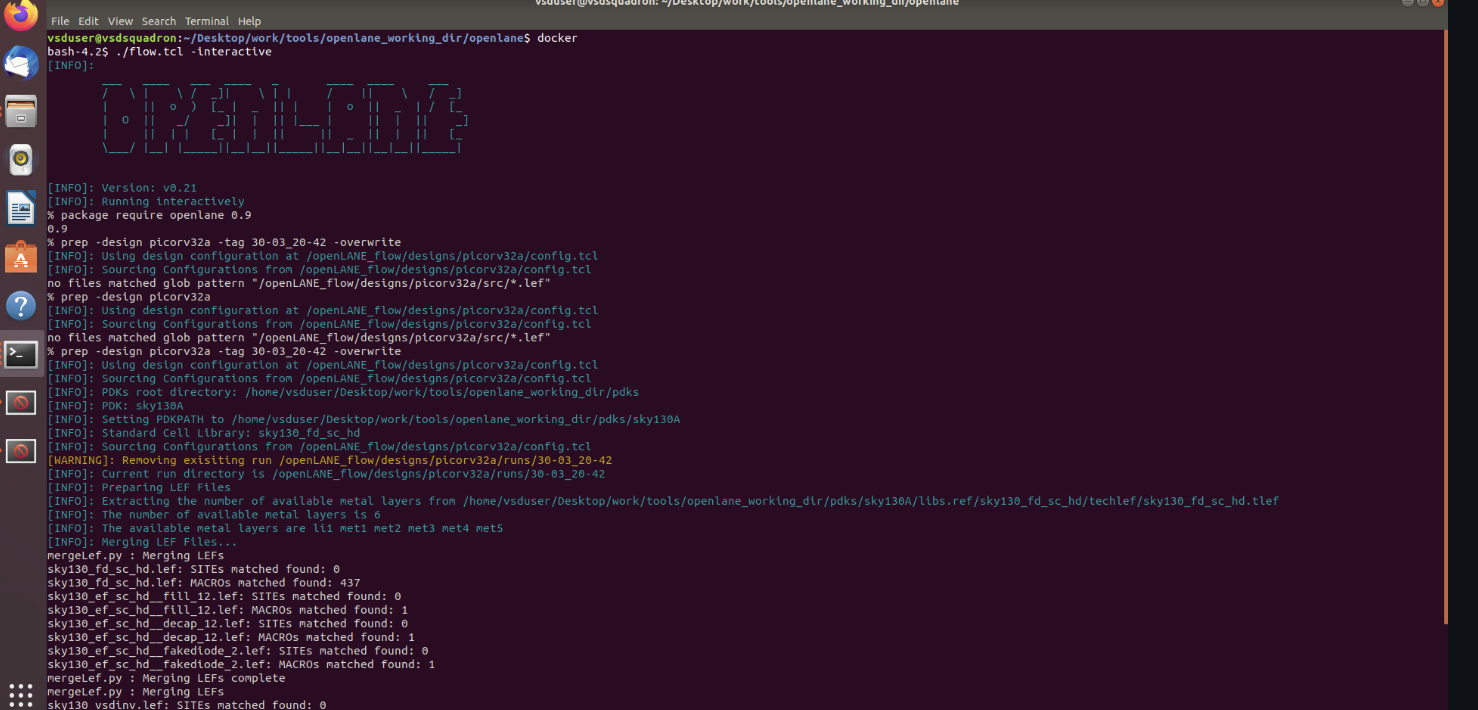 vsduser@vsdsquadron: ~/Desktop/work/tools/openlane_working_dir/openlane
File Edit View Search Terminal Help
vsduser@vsdsquadron:~/Desktop/work/tools/openlane_working_dir/openlane$ docker
bash-4.2$ ./flow.tcl -interactive
[INFO]:
OPENLANE
[INFO]: Version: v0.21
[INFO]: Running interactively
% package require openlane 0.9
0.9
% prep -design picorv32a -tag 30-03_20-42 -overwrite
[INFO]: Using design configuration at /openLANE_flow/designs/picorv32a/config.tcl
[INFO]: Sourcing Configurations from /openLANE_flow/designs/picorv32a/config.tcl
no files matched glob pattern "/openLANE_flow/designs/picorv32a/src/*.lef"
% prep -design picorv32a
[INFO]: Using design configuration at /openLANE_flow/designs/picorv32a/config.tcl
[INFO]: Sourcing Configurations from /openLANE_flow/designs/picorv32a/config.tcl
no files matched glob pattern "/openLANE_flow/designs/picorv32a/src/*.lef"
% prep -design picorv32a -tag 30-03_20-42 -overwrite
[INFO]: Using design configuration at /openLANE_flow/designs/picorv32a/config.tcl
[INFO]: Sourcing Configurations from /openLANE_flow/designs/picorv32a/config.tcl
[INFO]: PDKs root directory: /home/vsduser/Desktop/work/tools/openlane_working_dir/pdks
[INFO]: PDK: sky130A
[INFO]: Setting PDKPATH to /home/vsduser/Desktop/work/tools/openlane_working_dir/pdks/sky130A
[INFO]: Standard Cell Library: sky130_fd_sc_hd
[INFO]: Sourcing Configurations from /openLANE_flow/designs/picorv32a/config.tcl
[WARNING]: Removing exisiting run /openLANE_flow/designs/picorv32a/runs/30-03_20-42
[INFO]: Current run directory is /openLANE_flow/designs/picorv32a/runs/30-03_20-42
[INFO]: Preparing LEF Files
[INFO]: Extracting the number of available metal layers from /home/vsduser/Desktop/work/tools/openlane_working_dir/pdks/sky130A/libs.ref/sky130_fd_sc_hd/techlef/sky130_fd_sc_hd.tlef
[INFO]: The number of available metal layers is 6
[INFO]: The available metal layers are li1 met1 met2 met3 met4 met5
[INFO]: Merging LEF Files...
mergeLef.py : Merging LEFs
sky130_fd_sc_hd.lef: SITEs matched found: 0
sky130_fd_sc_hd.lef: MACROs matched found: 437
sky130_ef_sc_hd__fill_12.lef: SITEs matched found: 0
sky130_ef_sc_hd__fill_12.lef: MACROs matched found: 1
sky130_ef_sc_hd__decap_12.lef: SITEs matched found: 0
sky130_ef_sc_hd__decap_12.lef: MACROs matched found: 1
sky130_ef_sc_hd__fakediode_2.lef: SITEs matched found: 0
sky130_ef_sc_hd__fakediode_2.lef: MACROs matched found: 1
mergeLef.py : Merging LEFs complete
mergeLef.py : Merging LEFs
sky130_vsdinv.lef: SITEs matched found: 0